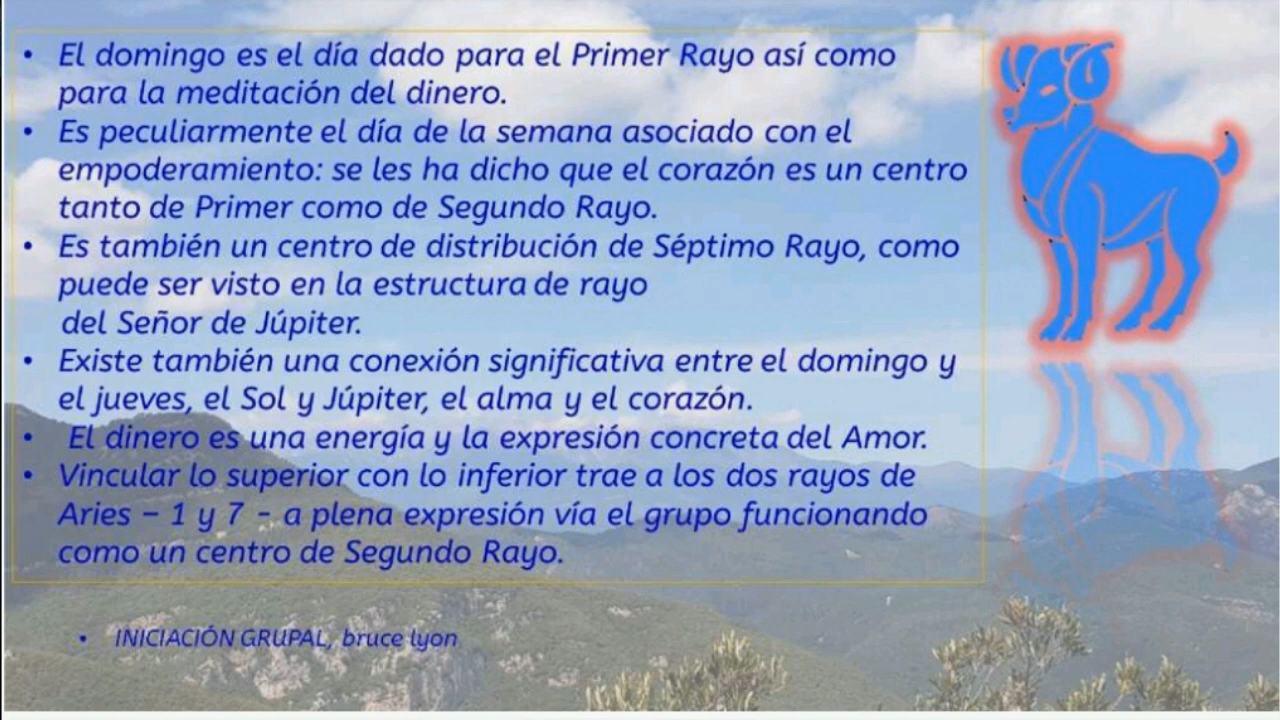 • El domingo es el día dado para el Primer Rayo así como
para la meditación del dinero.
• Es peculiarmente el día de la semana asociado con el
empoderamiento: se les ha dicho que el corazón es un centro
tanto de Primer como de Segundo Rayo.
• Es también un centro de distribución de Séptimo Rayo, como
puede ser visto en la estructura de rayo
del Señor de Júpiter.
• Existe también una conexión significativa entre el domingo y
el jueves, el Sol y Júpiter, el alma y el corazón.
• El dinero es una energía y la expresión concreta del Amor.
• Vincular lo superior con lo inferior trae a los dos rayos de
Aries – 1 y 7 - a plena expresión vía el grupo funcionando
como un centro de Segundo Rayo.
• INICIACIÓN GRUPAL, bruce lyon